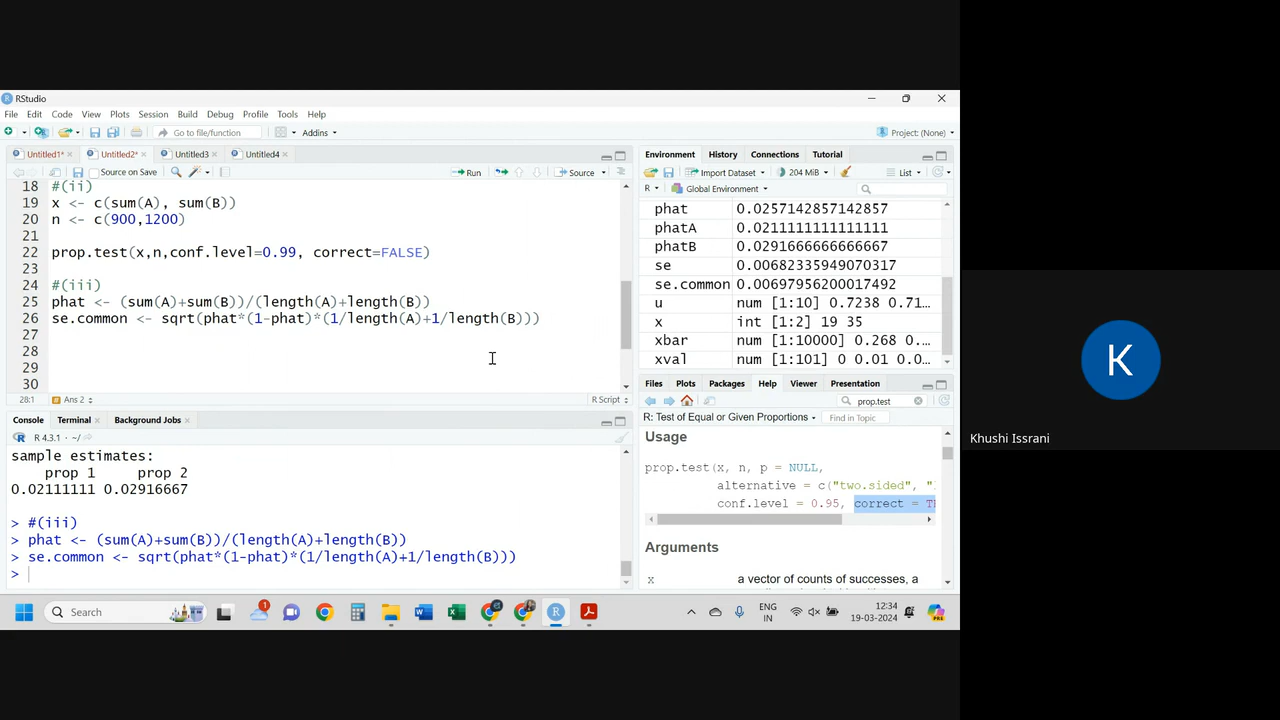 RStudio
File Edit Code View Plots Session Build Debug Profile Tools Help
Go to file/function Addins Project: (None)
Untitled1* Untitled2* Untitled3 Untitled4
Source on Save Run Source
18 #(ii)
19 x <- c(sum(A), sum(B))
20 n <- c(900,1200)
21
22 prop.test(x,n,conf.level=0.99, correct=FALSE)
23
24 #(iii)
25 phat <- (sum(A)+sum(B))/(length(A)+length(B))
26 se.common <- sqrt(phat*(1-phat)*(1/length(A)+1/length(B)))
27
28
29
30
28:1 Ans 2 R Script
Console Terminal Background Jobs
R 4.3.1 · ~/
sample estimates:
prop 1 prop 2
0.02111111 0.02916667
> #(iii)
> phat <- (sum(A)+sum(B))/(length(A)+length(B))
> se.common <- sqrt(phat*(1-phat)*(1/length(A)+1/length(B)))
>
Environment History Connections Tutorial
Import Dataset 204 MiB List
R Global Environment
phat 0.0257142857142857
phatA 0.0211111111111111
phatB 0.0291666666666667
se 0.00682335949070317
se.common 0.00697956200017492
u num [1:10] 0.7238 0.71...
x int [1:2] 19 35
xbar num [1:10000] 0.268 0...
xval num [1:101] 0 0.01 0.0...
Files Plots Packages Help Viewer Presentation
prop.test
R: Test of Equal or Given Proportions Find in Topic
Usage
prop.test(x, n, p = NULL,
alternative = c("two.sided", "
conf.level = 0.95, correct = T
Arguments
x a vector of counts of successes, a
Search
1
ENG
IN
12:34
19-03-2024
K
Khushi Issrani